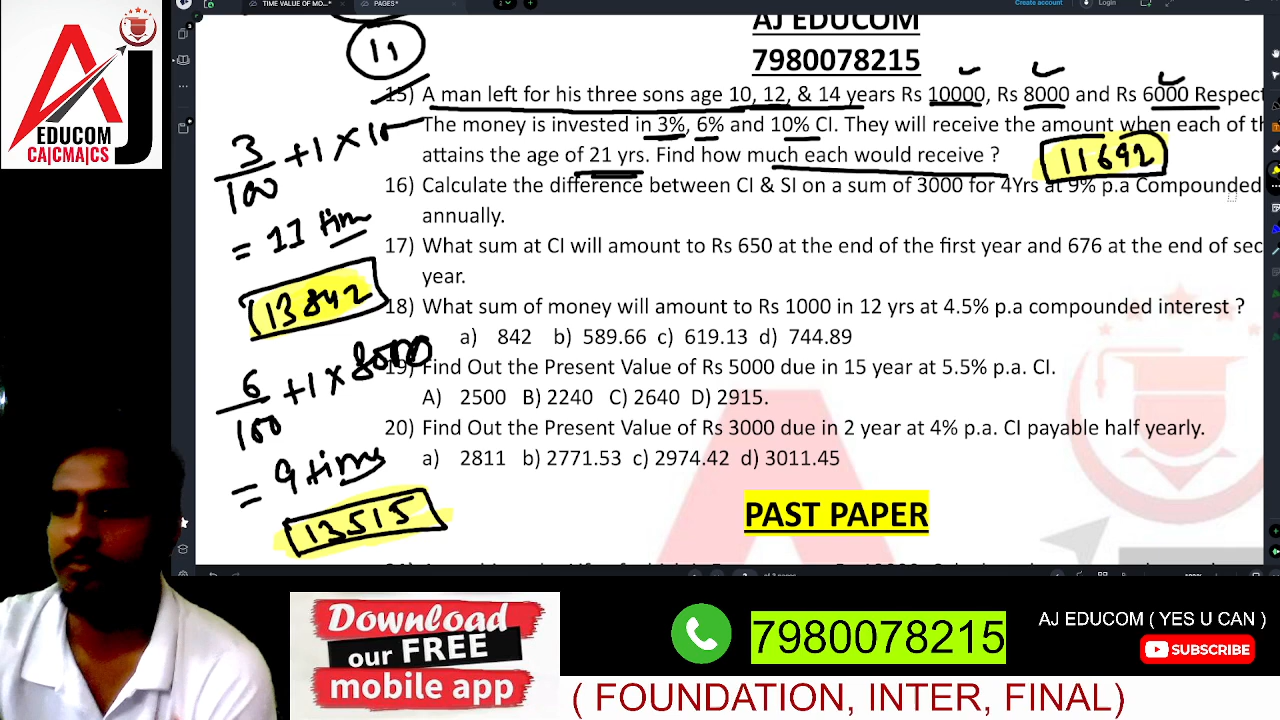 TIME VALUE OF MO...*
PAGES*
Create account
Login
AJ EDUCOM
7980078215
11
15) A man left for his three sons age 10, 12, & 14 years Rs 10000, Rs 8000 and Rs 6000 Respect
The money is invested in 3%, 6% and 10% CI. They will receive the amount when each of th
attains the age of 21 yrs. Find how much each would receive ?
11692
16) Calculate the difference between CI & SI on a sum of 3000 for 4Yrs at 9% p.a Compounded
annually.
17) What sum at CI will amount to Rs 650 at the end of the first year and 676 at the end of sec
year.
18) What sum of money will amount to Rs 1000 in 12 yrs at 4.5% p.a compounded interest ?
a) 842 b) 589.66 c) 619.13 d) 744.89
19) Find Out the Present Value of Rs 5000 due in 15 year at 5.5% p.a. CI.
A) 2500 B) 2240 C) 2640 D) 2915.
20) Find Out the Present Value of Rs 3000 due in 2 year at 4% p.a. CI payable half yearly.
a) 2811 b) 2771.53 c) 2974.42 d) 3011.45
PAST PAPER
3/100 + 1 × 10
= 11 time
13842
6/100 + 1 × 8000
= 9 times
13515
AJ
EDUCOM
CA|CMA|CS
Download
our FREE
mobile app
7980078215
AJ EDUCOM ( YES U CAN )
SUBSCRIBE
( FOUNDATION, INTER, FINAL)